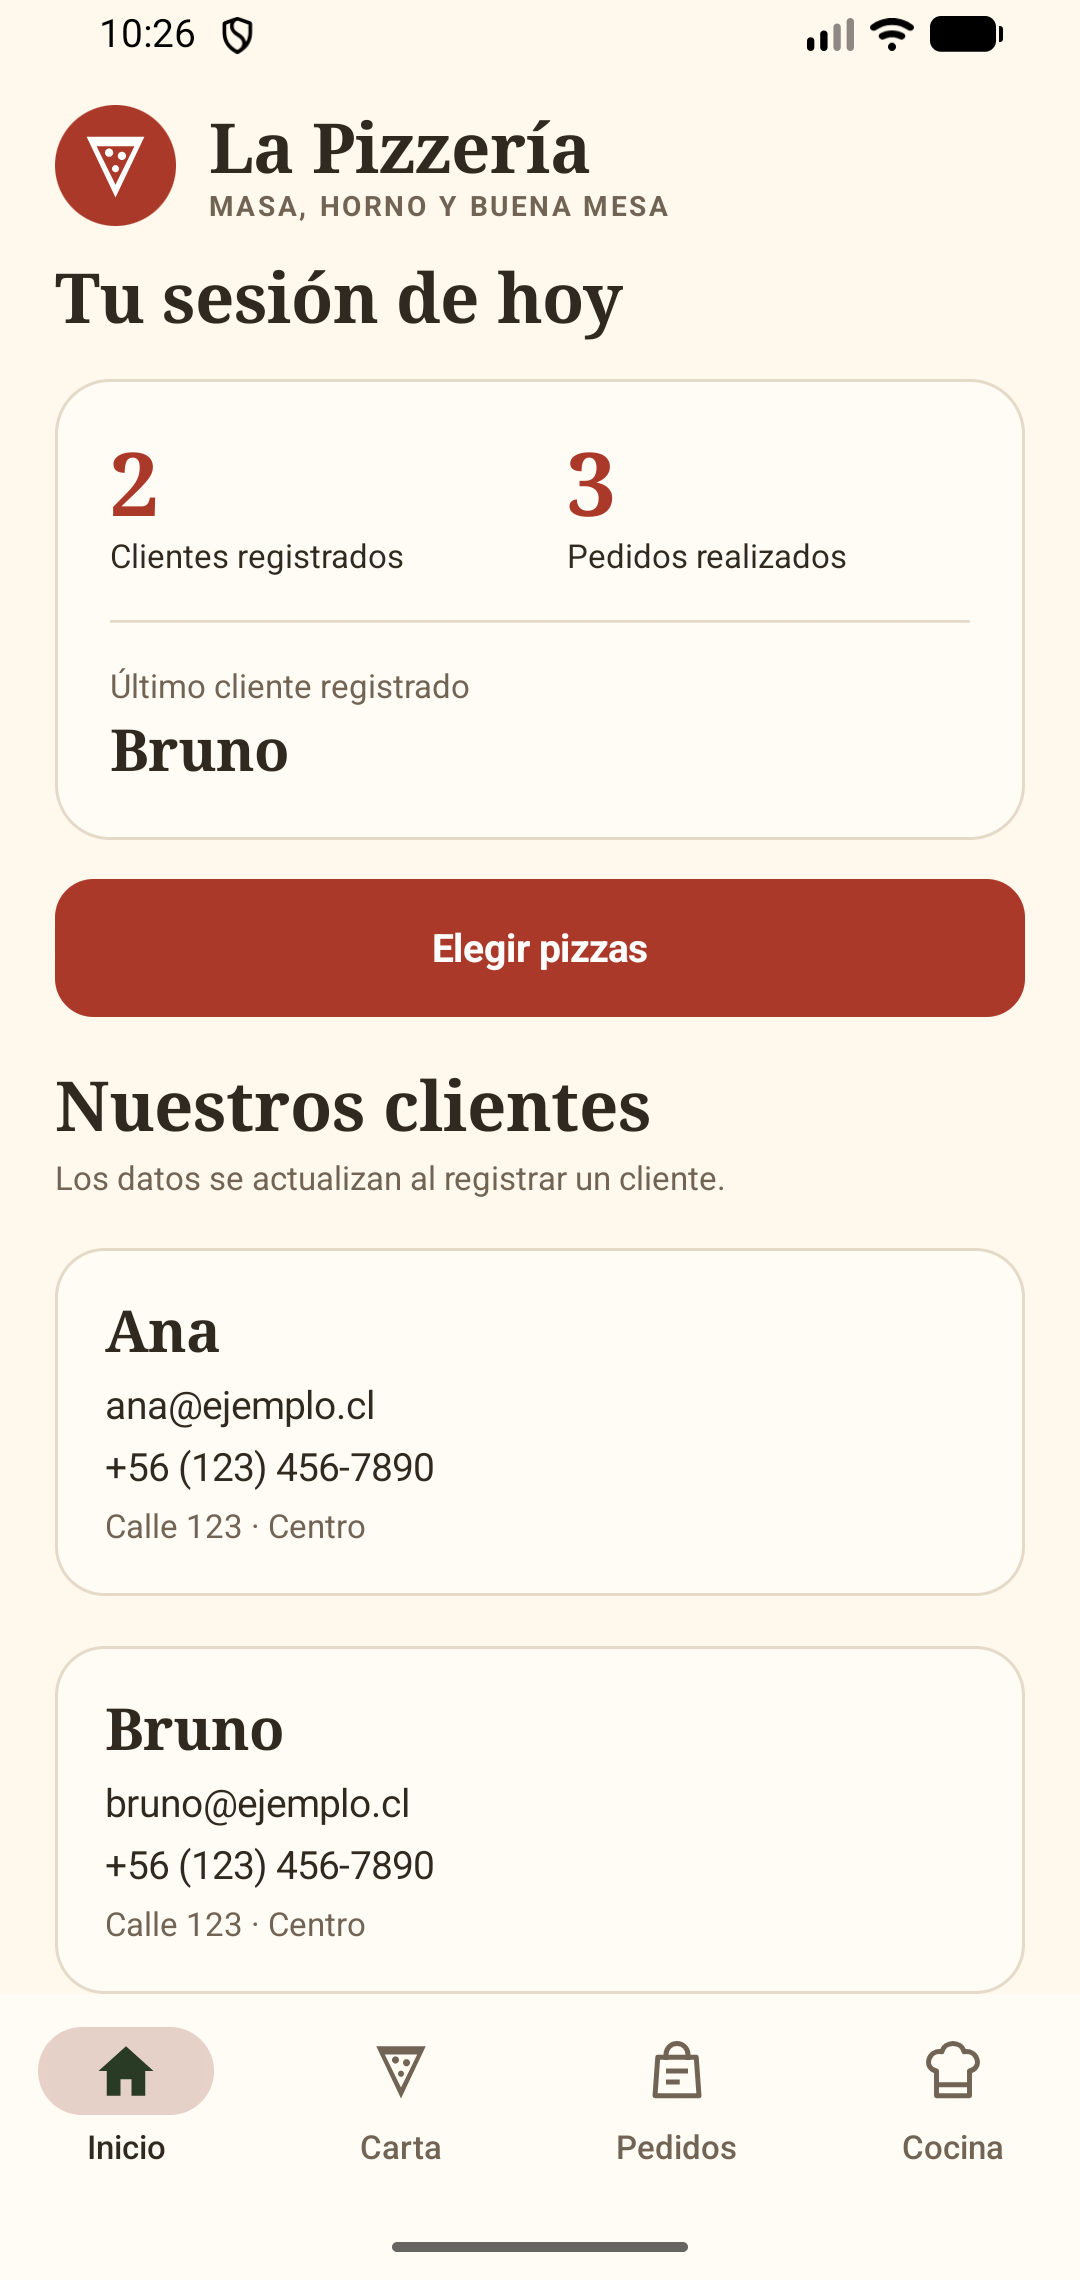 10:26
La Pizzería
MASA, HORNO Y BUENA MESA
Tu sesión de hoy
2
Clientes registrados
3
Pedidos realizados
Último cliente registrado
Bruno
Elegir pizzas
Nuestros clientes
Los datos se actualizan al registrar un cliente.
Ana
ana@ejemplo.cl
+56 (123) 456-7890
Calle 123 · Centro
Bruno
bruno@ejemplo.cl
+56 (123) 456-7890
Calle 123 · Centro
Inicio
Carta
Pedidos
Cocina